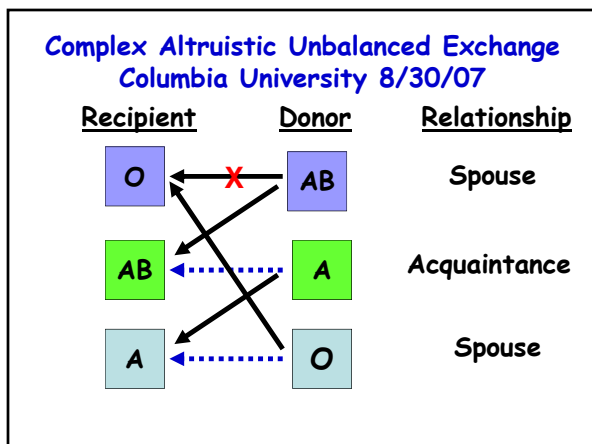 Complex Altruistic Unbalanced Exchange
Columbia University 8/30/07
Recipient Donor Relationship
O X AB Spouse
AB A Acquaintance
A O Spouse